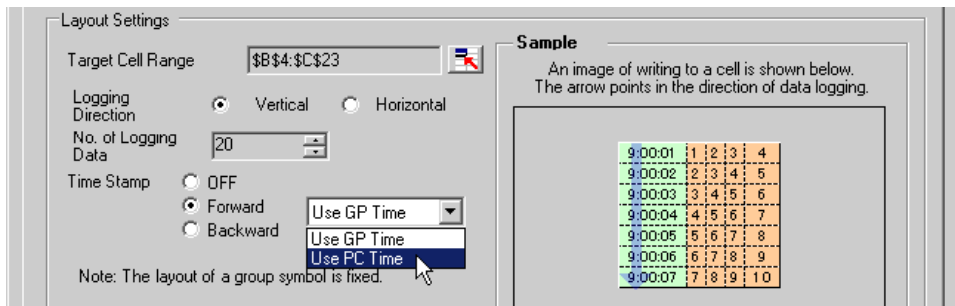 Layout Settings
Target Cell Range
$B$4:$C$23
Logging
Direction
Vertical
Horizontal
No. of Logging
Data
20
Time Stamp
OFF
Forward
Backward
Use GP Time
Use GP Time
Use PC Time
Note: The layout of a group symbol is fixed.
Sample
An image of writing to a cell is shown below.
The arrow points in the direction of data logging.
9:00:01 1 2 3 4
9:00:02 2 3 4 5
9:00:03 3 4 5 6
9:00:04 4 5 6 7
9:00:05 5 6 7 8
9:00:06 6 7 8 9
9:00:07 7 8 9 10